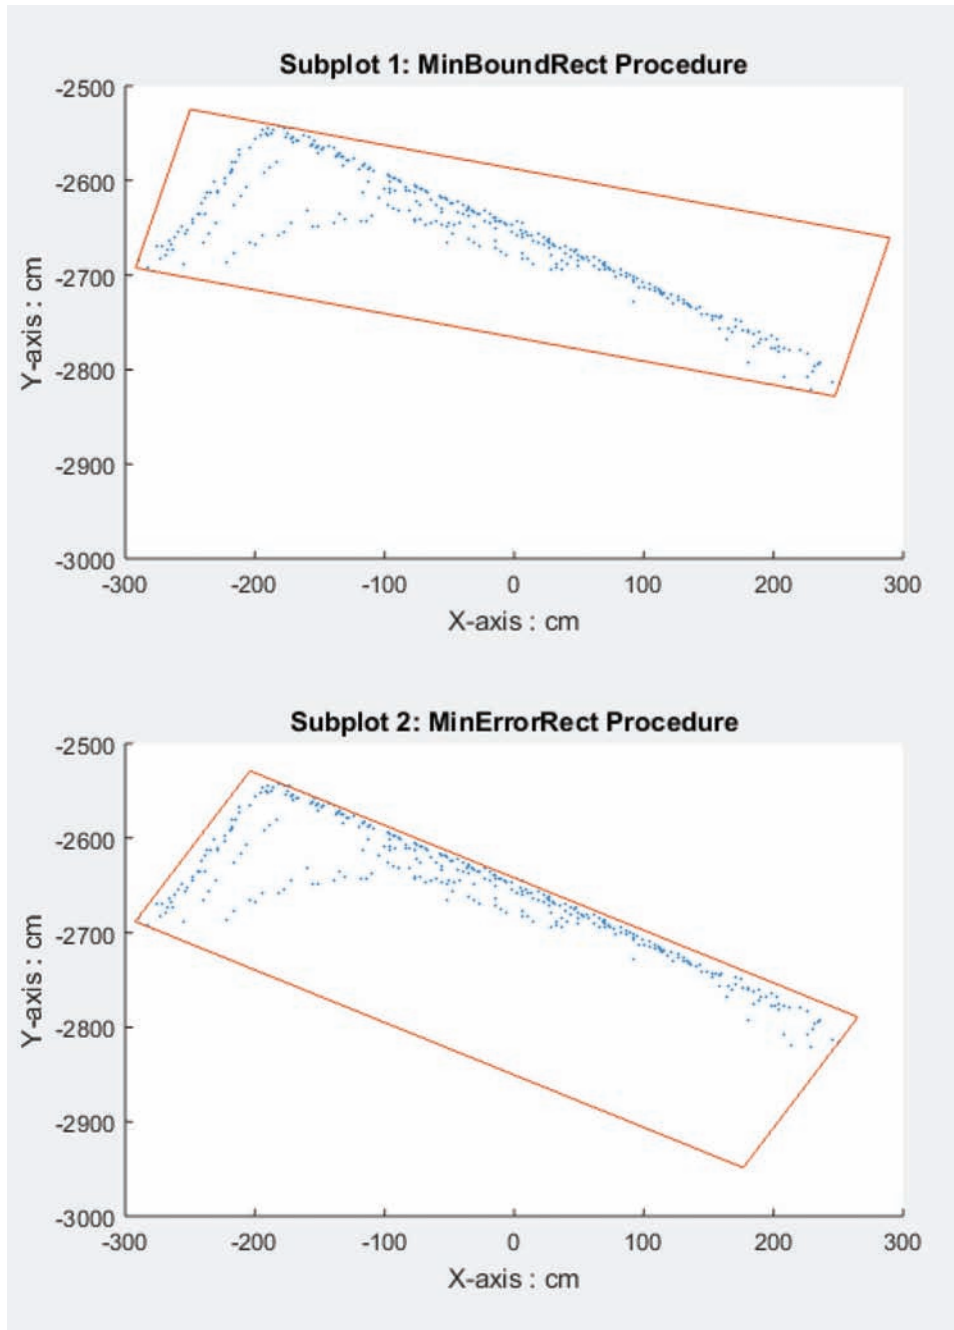 Subplot 1: MinBoundRect Procedure
-2500
-2600
-2700
-2800
-2900
-3000
Y-axis : cm
-300 -200 -100 0 100 200 300
X-axis : cm
Subplot 2: MinErrorRect Procedure
-2500
-2600
-2700
-2800
-2900
-3000
Y-axis : cm
-300 -200 -100 0 100 200 300
X-axis : cm